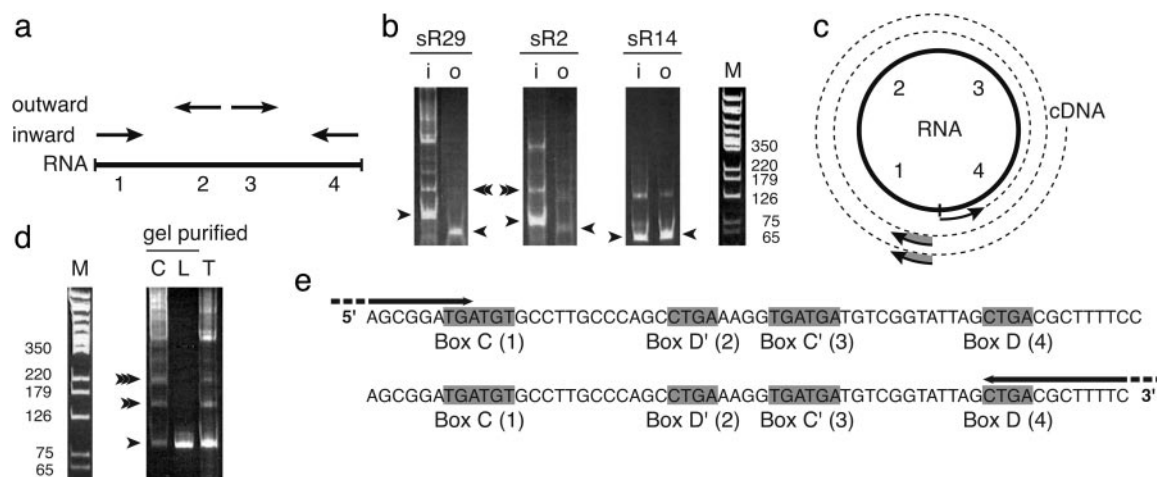 a
outward
inward
RNA
1 2 3 4
b
sR29 sR2 sR14
i o i o i o M
350
220
179
126
75
65
c
2 3
RNA
1 4
cDNA
d
gel purified
M C L T
350
220
179
126
75
65
e
5' AGCGGATGATGTGCCTTGCCCAGCCTGAAAGGTGATGATGTCGGTATTAGCTGACGCTTTTCC
Box C (1) Box D' (2) Box C' (3) Box D (4)
AGCGGATGATGTGCCTTGCCCAGCCTGAAAGGTGATGATGTCGGTATTAGCTGACGCTTTTC 3'
Box C (1) Box D' (2) Box C' (3) Box D (4)